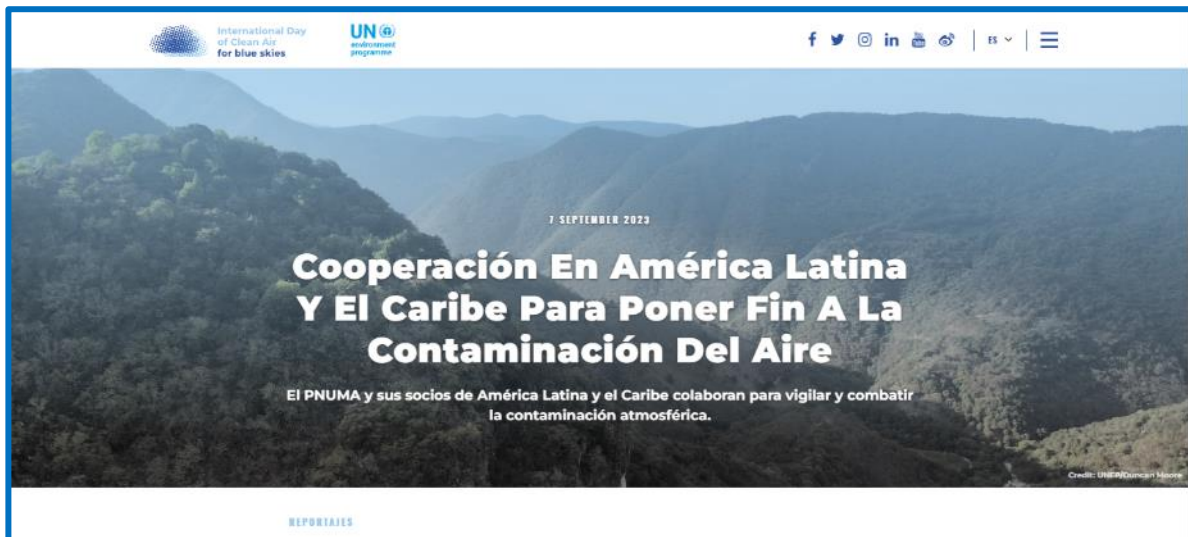 International Day
of Clean Air
for blue skies
UN
environment
programme
ES
7 SEPTEMBER 2023
Cooperación En América Latina
Y El Caribe Para Poner Fin A La
Contaminación Del Aire
El PNUMA y sus socios de América Latina y el Caribe colaboran para vigilar y combatir
la contaminación atmosférica.
Credit: UNEP/Duncan Moore
REPORTAJES